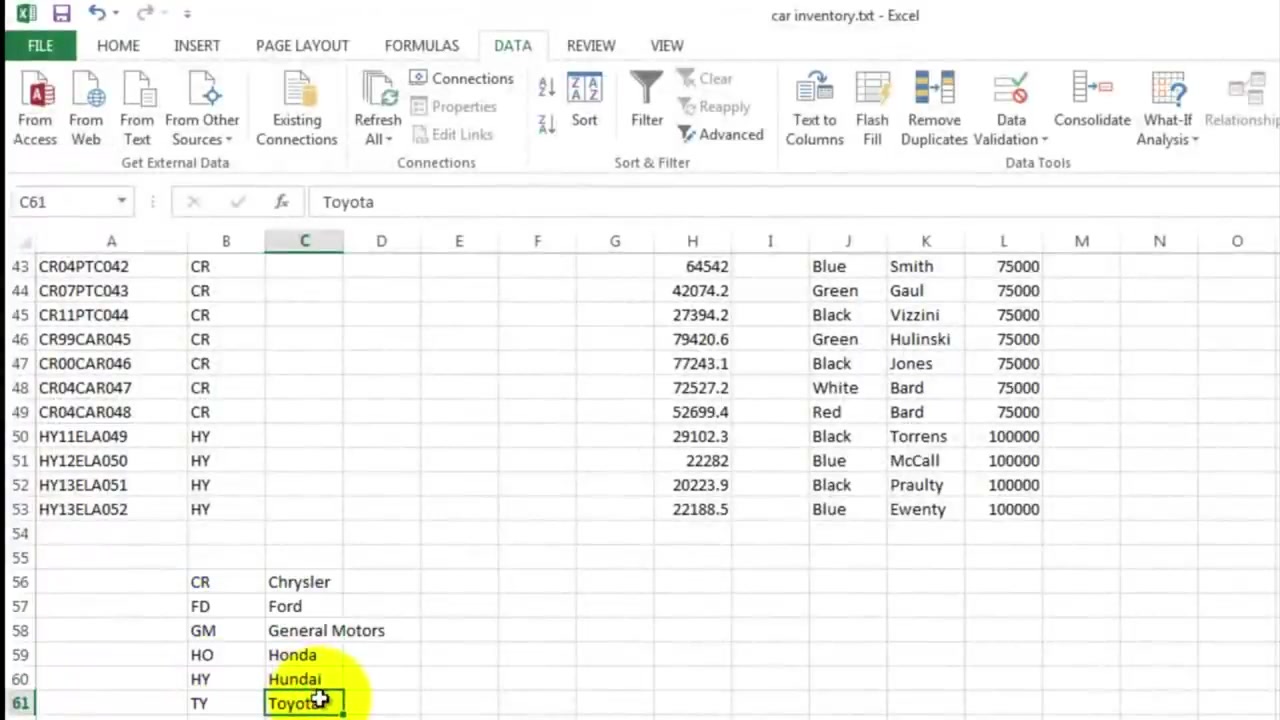 car inventory.txt - Excel
FILE HOME INSERT PAGE LAYOUT FORMULAS DATA REVIEW VIEW
From Access
From Web
From Text
From Other Sources
Existing Connections
Get External Data
Refresh All
Connections
Properties
Edit Links
Connections
Sort
Filter
Clear
Reapply
Advanced
Sort & Filter
Text to Columns
Flash Fill
Remove Duplicates
Data Validation
Consolidate
What-If Analysis
Data Tools
C61 fx Toyota
A B C D E F G H I J K L M N O
43 CR04PTC042 CR 64542 Blue Smith 75000
44 CR07PTC043 CR 42074.2 Green Gaul 75000
45 CR11PTC044 CR 27394.2 Black Vizzini 75000
46 CR99CAR045 CR 79420.6 Green Hulinski 75000
47 CR00CAR046 CR 77243.1 Black Jones 75000
48 CR04CAR047 CR 72527.2 White Bard 75000
49 CR04CAR048 CR 52699.4 Red Bard 75000
50 HY11ELA049 HY 29102.3 Black Torrens 100000
51 HY12ELA050 HY 22282 Blue McCall 100000
52 HY13ELA051 HY 20223.9 Black Praulty 100000
53 HY13ELA052 HY 22188.5 Blue Ewenty 100000
54
55
56 CR Chrysler
57 FD Ford
58 GM General Motors
59 HO Honda
60 HY Hundai
61 TY Toyota